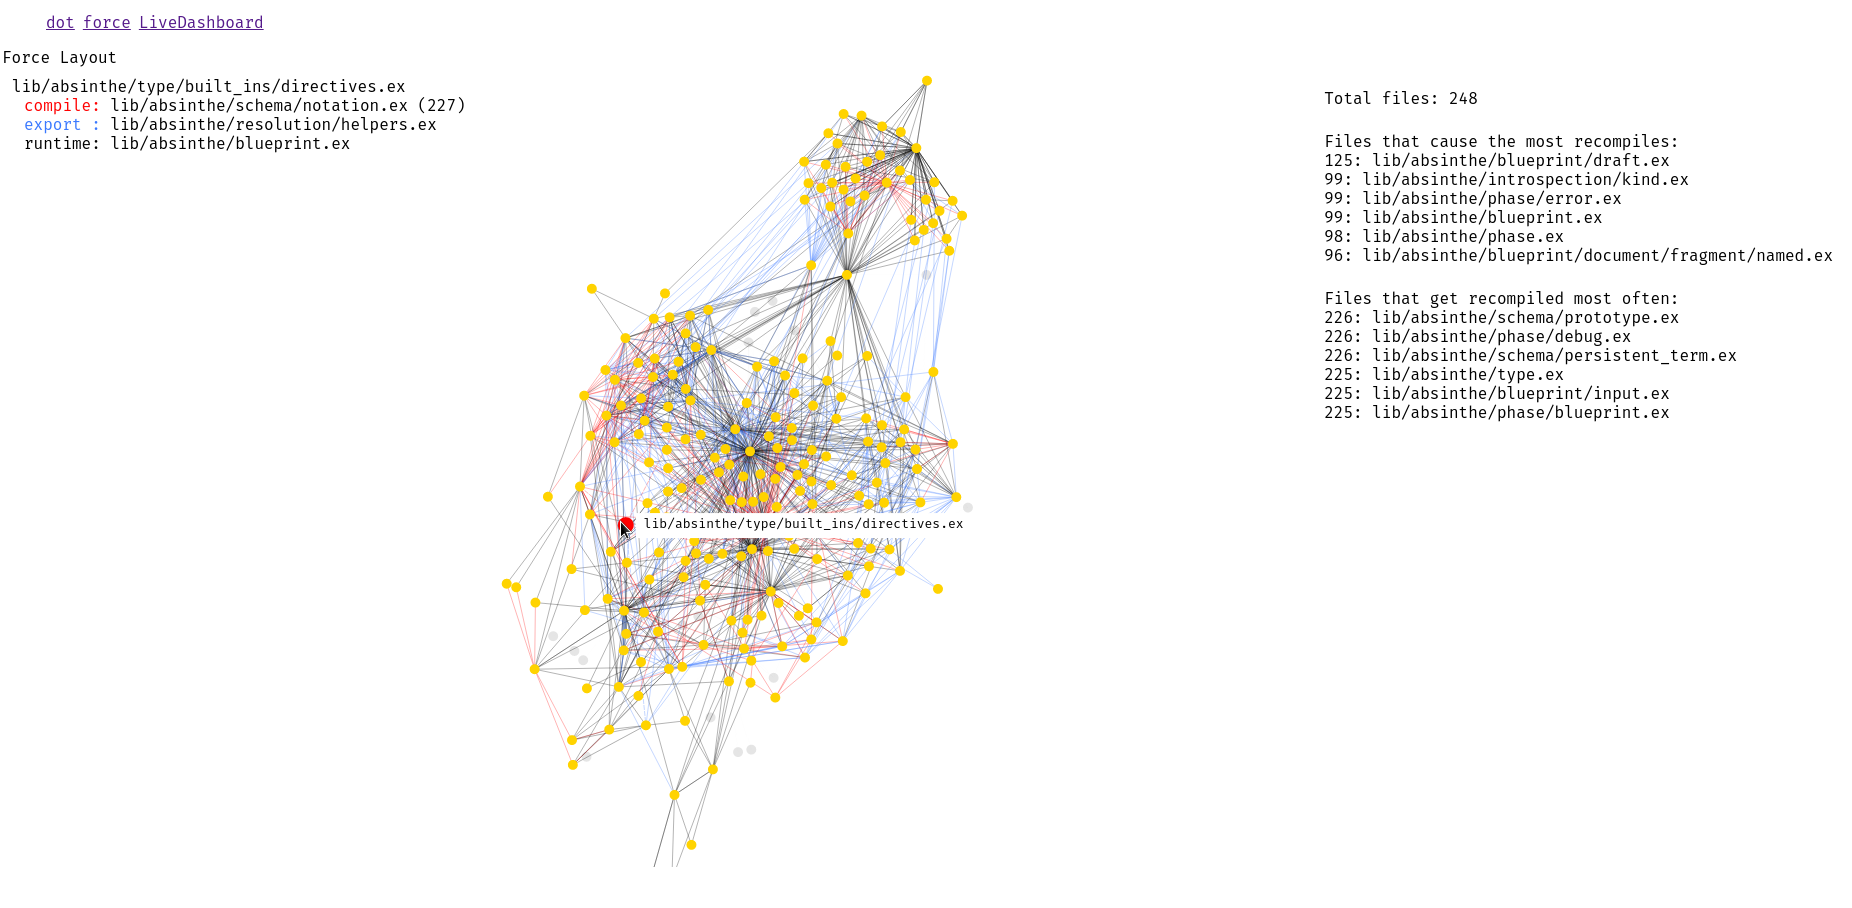 dot force LiveDashboard
Force Layout
lib/absinthe/type/built_ins/directives.ex
compile: lib/absinthe/schema/notation.ex (227)
export : lib/absinthe/resolution/helpers.ex
runtime: lib/absinthe/blueprint.ex
Total files: 248
Files that cause the most recompiles:
125: lib/absinthe/blueprint/draft.ex
99: lib/absinthe/introspection/kind.ex
99: lib/absinthe/phase/error.ex
99: lib/absinthe/blueprint.ex
98: lib/absinthe/phase.ex
96: lib/absinthe/blueprint/document/fragment/named.ex
Files that get recompiled most often:
226: lib/absinthe/schema/prototype.ex
226: lib/absinthe/phase/debug.ex
226: lib/absinthe/schema/persistent_term.ex
225: lib/absinthe/type.ex
225: lib/absinthe/blueprint/input.ex
225: lib/absinthe/phase/blueprint.ex
lib/absinthe/type/built_ins/directives.ex